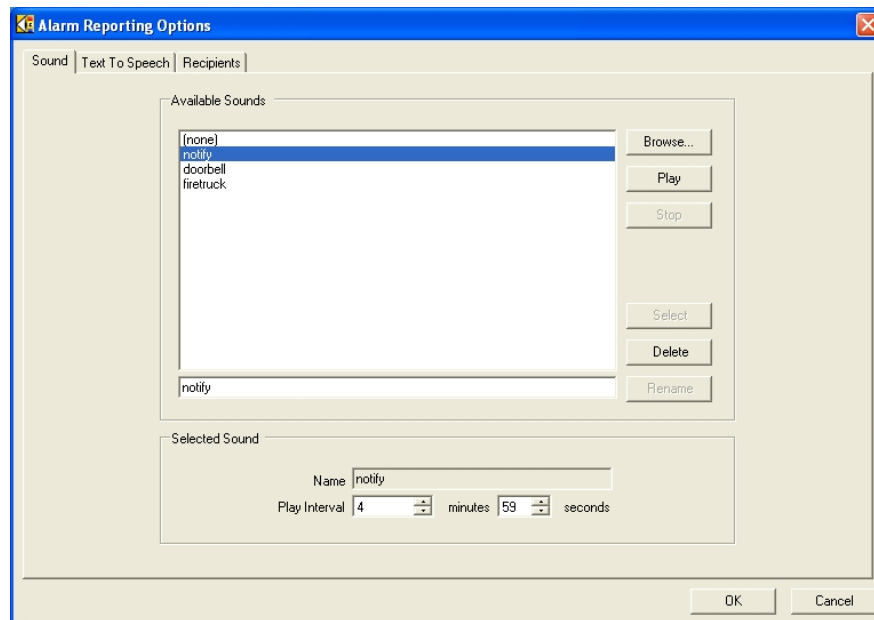 Alarm Reporting Options
Sound Text To Speech Recipients
Available Sounds
(none)
notify
doorbell
firetruck
Browse...
Play
Stop
Select
Delete
notify
Rename
Selected Sound
Name notify
Play Interval 4 minutes 59 seconds
OK Cancel